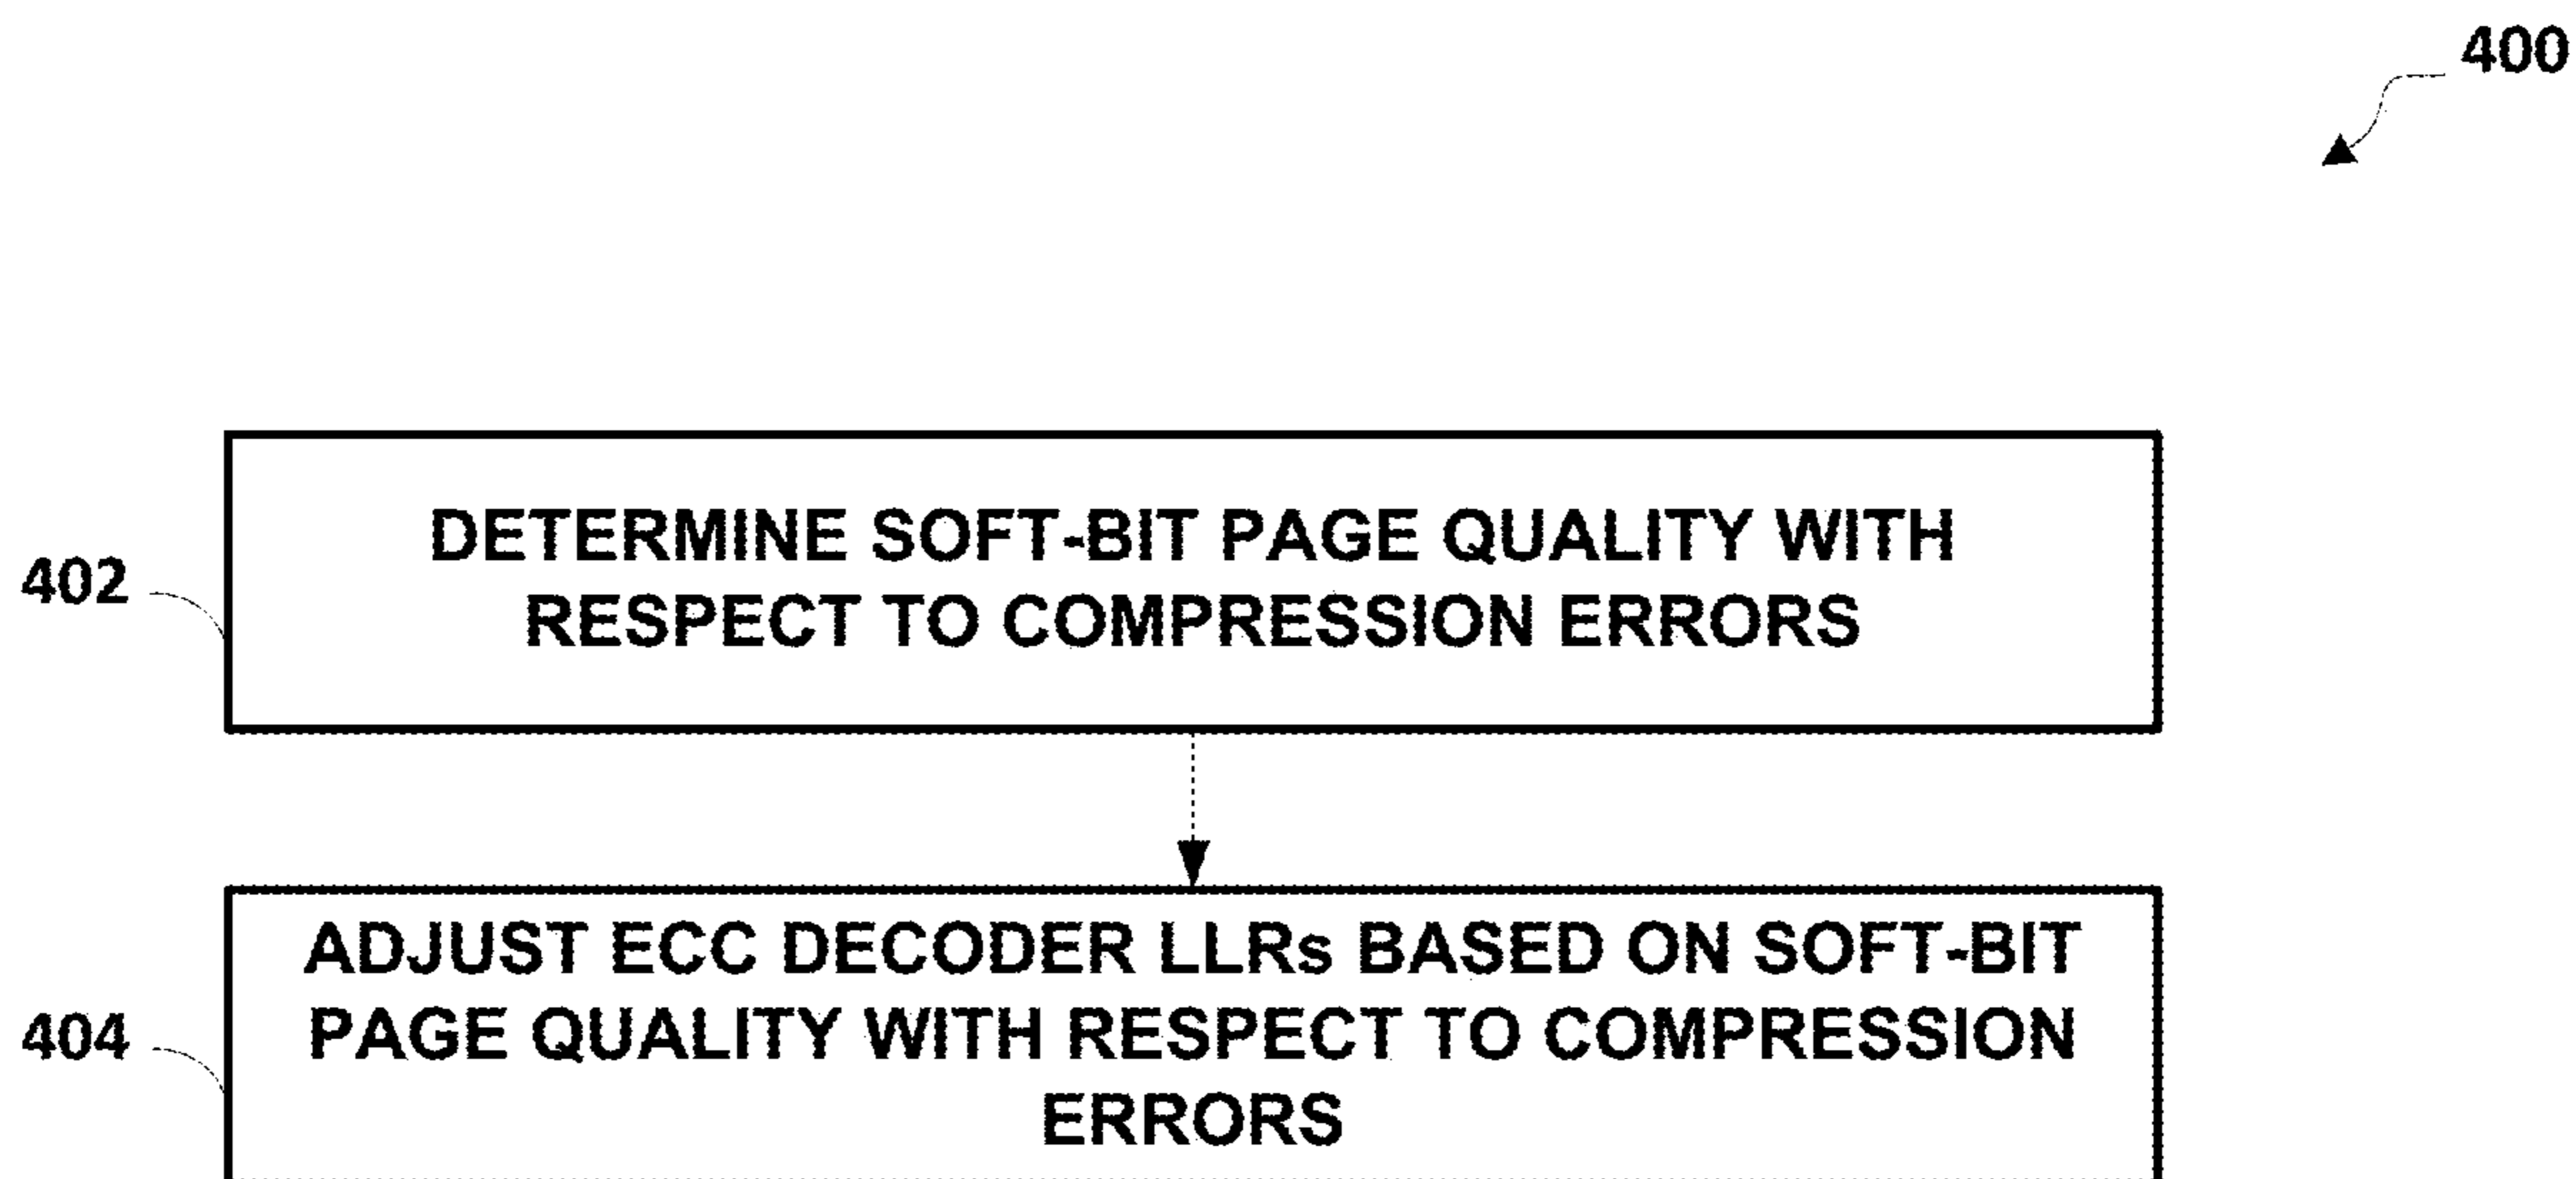 400
402
DETERMINE SOFT-BIT PAGE QUALITY WITH
RESPECT TO COMPRESSION ERRORS
404
ADJUST ECC DECODER LLRs BASED ON SOFT-BIT
PAGE QUALITY WITH RESPECT TO COMPRESSION
ERRORS